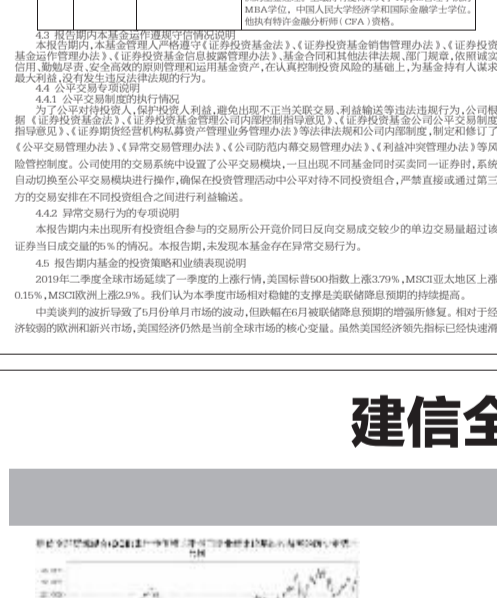 MBA学位，中国人民大学经济学和国际金融学士学位。
他执有特许金融分析师（CFA）资格。
4.3 报告期内本基金运作遵规守信情况说明
本报告期内，本基金管理人严格遵守《证券投资基金法》、《证券投资基金销售管理办法》、《证券投资
基金运作管理办法》、《证券投资基金信息披露管理办法》、基金合同和其他法律法规、部门规章，依照诚实
信用、勤勉尽责、安全高效的原则管理和运用基金资产，在认真控制投资风险的基础上，为基金持有人谋求
最大利益，没有发生违反法律法规的行为。
4.4 公平交易专项说明
4.4.1 公平交易制度的执行情况
为了公平对待投资人，保护投资人利益，避免出现不正当关联交易、利益输送等违法违规行为，公司根
据《证券投资基金法》、《证券投资基金管理公司内部控制指导意见》、《证券投资基金公司公平交易制度
指导意见》、《证券期货经营机构私募资产管理业务管理办法》等法律法规和公司内部制度，制定和修订了
《公平交易管理办法》、《异常交易管理办法》、《公司防范内幕交易管理办法》、《利益冲突管理办法》等风
险管控制度。公司使用的交易系统中设置了公平交易模块，一旦出现不同基金同时买卖同一证券时，系统
自动切换至公平交易模块进行操作，确保在投资管理活动中公平对待不同投资组合，严禁直接或通过第三
方的交易安排在不同投资组合之间进行利益输送。
4.4.2 异常交易行为的专项说明
本报告期内未出现所有投资组合参与的交易所公开竞价同日反向交易成交较少的单边交易量超过该
证券当日成交量的5%的情况。本报告期，未发现本基金存在异常交易行为。
4.5 报告期内基金的投资策略和业绩表现说明
2019年二季度全球市场延续了一季度的上涨行情，美国标普500指数上涨3.79%，MSCI亚太地区上涨
0.15%，MSCI欧洲上涨2.9%。我们认为本季度市场相对稳健的支撑是美联储降息预期的持续提高。
中美谈判的波折导致了5月份单月市场的波动，但跌幅在6月被联储降息预期的增强所修复。相对于经
济较弱的欧洲和新兴市场，美国经济仍然是当前全球市场的核心变量。虽然美国经济领先指标已经快速滑
建信全